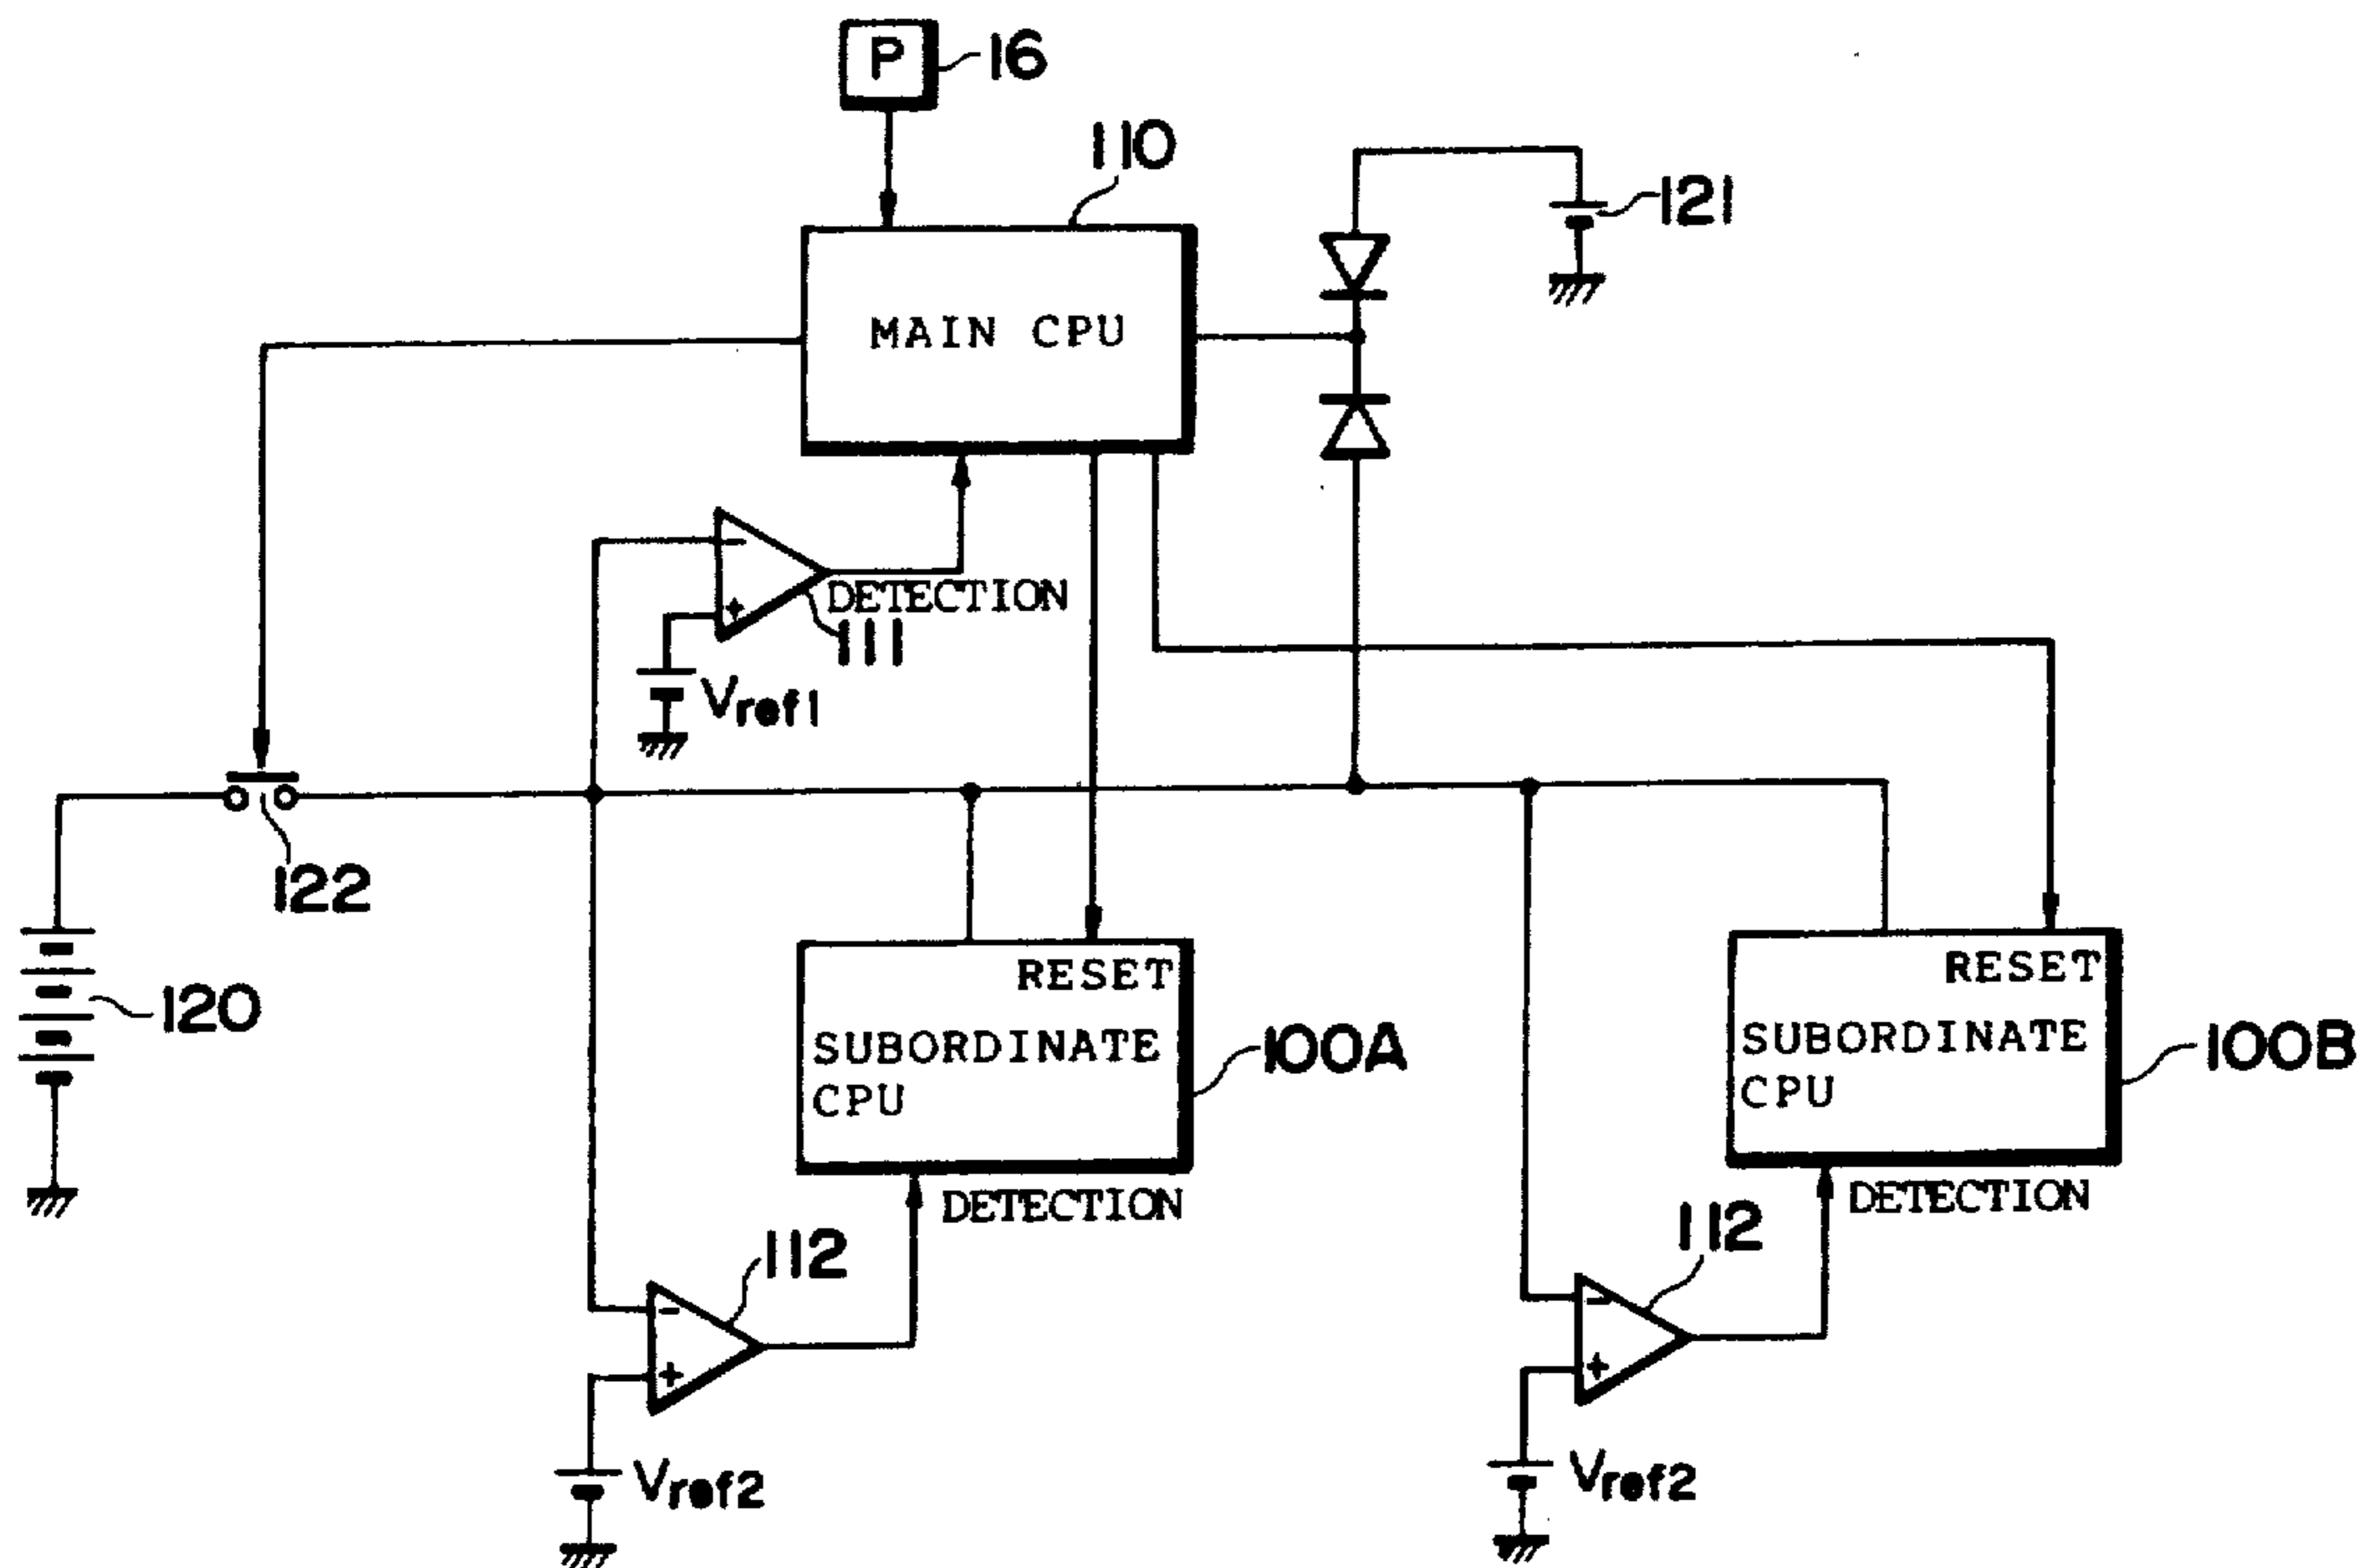 P
16
110
121
MAIN CPU
-
+
DETECTION
111
Vref1
122
120
RESET
SUBORDINATE
CPU
100A
DETECTION
112
-
+
Vref2
RESET
SUBORDINATE
CPU
100B
DETECTION
112
-
+
Vref2